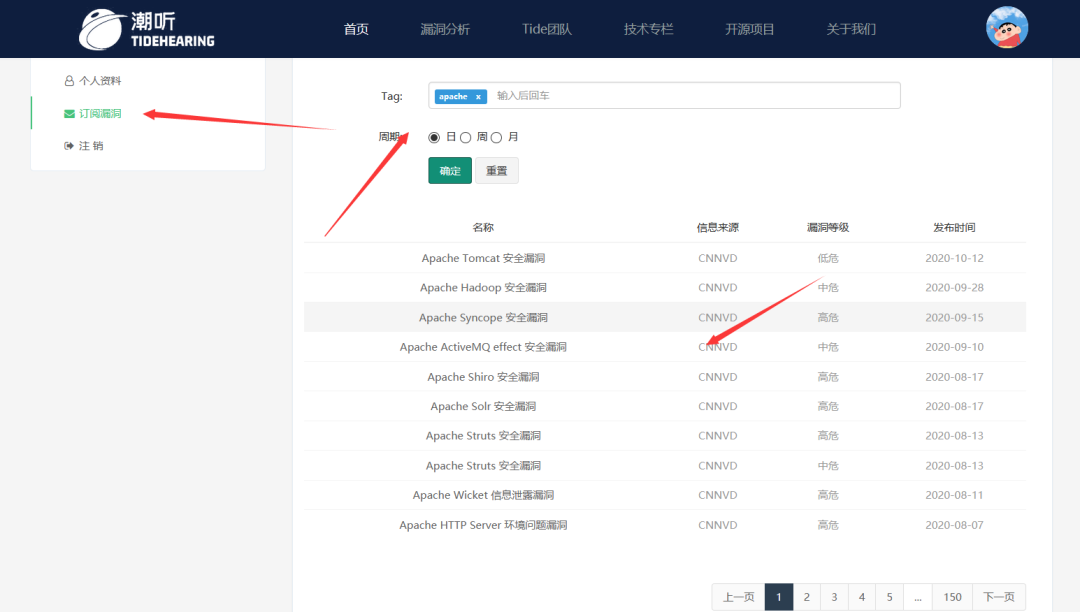 潮听
TIDEHEARING
首页 漏洞分析 Tide团队 技术专栏 开源项目 关于我们
个人资料
订阅漏洞
注 销
Tag: apache x 输入后回车
周期: 日 周 月
确定 重置
名称 信息来源 漏洞等级 发布时间
Apache Tomcat 安全漏洞 CNNVD 低危 2020-10-12
Apache Hadoop 安全漏洞 CNNVD 中危 2020-09-28
Apache Syncope 安全漏洞 CNNVD 高危 2020-09-15
Apache ActiveMQ effect 安全漏洞 CNNVD 中危 2020-09-10
Apache Shiro 安全漏洞 CNNVD 高危 2020-08-17
Apache Solr 安全漏洞 CNNVD 高危 2020-08-17
Apache Struts 安全漏洞 CNNVD 高危 2020-08-13
Apache Struts 安全漏洞 CNNVD 中危 2020-08-13
Apache Wicket 信息泄露漏洞 CNNVD 高危 2020-08-11
Apache HTTP Server 环境问题漏洞 CNNVD 高危 2020-08-07
上一页 1 2 3 4 5 ... 150 下一页